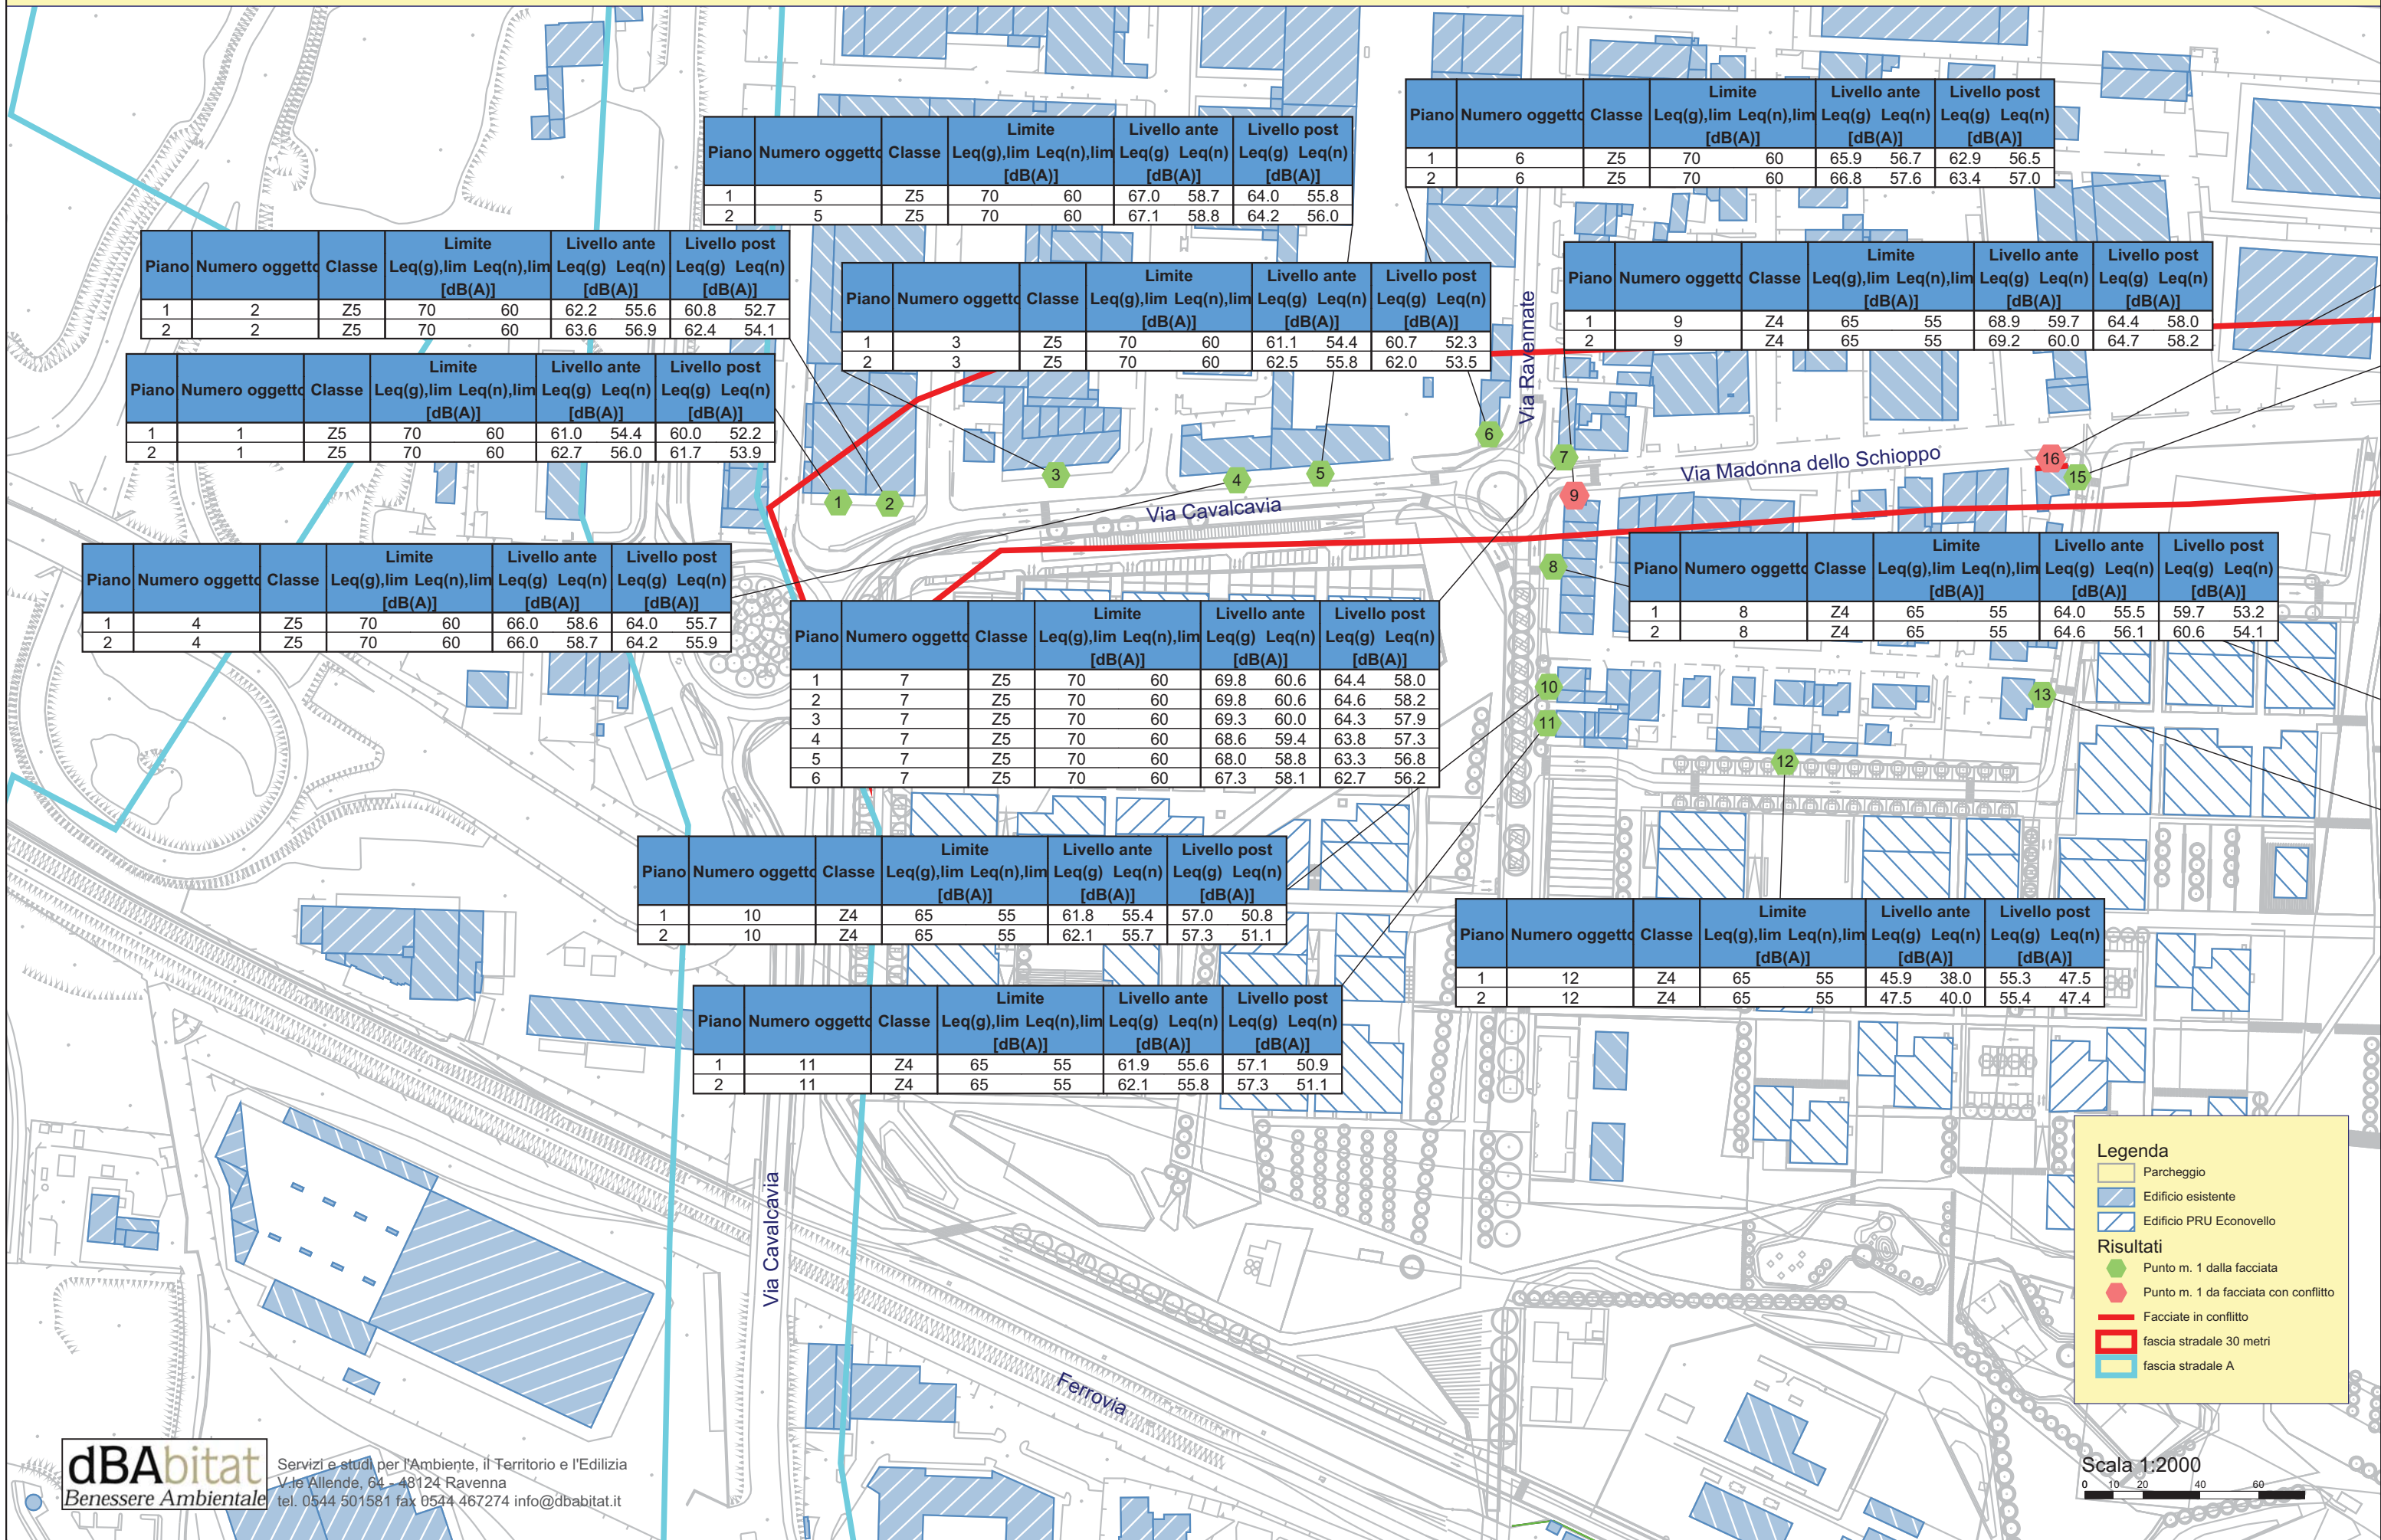 Piano Numero oggetto Classe Limite Leq(g),lim Leq(n),lim [dB(A)] Livello ante Leq(g) Leq(n) [dB(A)] Livello post Leq(g) Leq(n) [dB(A)]
1 6 Z5 70 60 65.9 56.7 62.9 56.5
2 6 Z5 70 60 66.8 57.6 63.4 57.0
Piano Numero oggetto Classe Limite Leq(g),lim Leq(n),lim [dB(A)] Livello ante Leq(g) Leq(n) [dB(A)] Livello post Leq(g) Leq(n) [dB(A)]
1 5 Z5 70 60 67.0 58.7 64.0 55.8
2 5 Z5 70 60 67.1 58.8 64.2 56.0
Piano Numero oggetto Classe Limite Leq(g),lim Leq(n),lim [dB(A)] Livello ante Leq(g) Leq(n) [dB(A)] Livello post Leq(g) Leq(n) [dB(A)]
1 2 Z5 70 60 62.2 55.6 60.8 52.7
2 2 Z5 70 60 63.6 56.9 62.4 54.1
Piano Numero oggetto Classe Limite Leq(g),lim Leq(n),lim [dB(A)] Livello ante Leq(g) Leq(n) [dB(A)] Livello post Leq(g) Leq(n) [dB(A)]
1 3 Z5 70 60 61.1 54.4 60.7 52.3
2 3 Z5 70 60 62.5 55.8 62.0 53.5
Piano Numero oggetto Classe Limite Leq(g),lim Leq(n),lim [dB(A)] Livello ante Leq(g) Leq(n) [dB(A)] Livello post Leq(g) Leq(n) [dB(A)]
1 9 Z4 65 55 68.9 59.7 64.4 58.0
2 9 Z4 65 55 69.2 60.0 64.7 58.2
Piano Numero oggetto Classe Limite Leq(g),lim Leq(n),lim [dB(A)] Livello ante Leq(g) Leq(n) [dB(A)] Livello post Leq(g) Leq(n) [dB(A)]
1 1 Z5 70 60 61.0 54.4 60.0 52.2
2 1 Z5 70 60 62.7 56.0 61.7 53.9
Via Ravennate
6
7
16
15
3
4
5
1
2
9
Via Madonna dello Schioppo
Via Cavalcavia
8
Piano Numero oggetto Classe Limite Leq(g),lim Leq(n),lim [dB(A)] Livello ante Leq(g) Leq(n) [dB(A)] Livello post Leq(g) Leq(n) [dB(A)]
1 4 Z5 70 60 66.0 58.6 64.0 55.7
2 4 Z5 70 60 66.0 58.7 64.2 55.9
Piano Numero oggetto Classe Limite Leq(g),lim Leq(n),lim [dB(A)] Livello ante Leq(g) Leq(n) [dB(A)] Livello post Leq(g) Leq(n) [dB(A)]
1 8 Z4 65 55 64.0 55.5 59.7 53.2
2 8 Z4 65 55 64.6 56.1 60.6 54.1
Piano Numero oggetto Classe Limite Leq(g),lim Leq(n),lim [dB(A)] Livello ante Leq(g) Leq(n) [dB(A)] Livello post Leq(g) Leq(n) [dB(A)]
1 7 Z5 70 60 69.8 60.6 64.4 58.0
2 7 Z5 70 60 69.8 60.6 64.6 58.2
3 7 Z5 70 60 69.3 60.0 64.3 57.9
4 7 Z5 70 60 68.6 59.4 63.8 57.3
5 7 Z5 70 60 68.0 58.8 63.3 56.8
6 7 Z5 70 60 67.3 58.1 62.7 56.2
10
11
12
13
Piano Numero oggetto Classe Limite Leq(g),lim Leq(n),lim [dB(A)] Livello ante Leq(g) Leq(n) [dB(A)] Livello post Leq(g) Leq(n) [dB(A)]
1 10 Z4 65 55 61.8 55.4 57.0 50.8
2 10 Z4 65 55 62.1 55.7 57.3 51.1
Piano Numero oggetto Classe Limite Leq(g),lim Leq(n),lim [dB(A)] Livello ante Leq(g) Leq(n) [dB(A)] Livello post Leq(g) Leq(n) [dB(A)]
1 12 Z4 65 55 45.9 38.0 55.3 47.5
2 12 Z4 65 55 47.5 40.0 55.4 47.4
Piano Numero oggetto Classe Limite Leq(g),lim Leq(n),lim [dB(A)] Livello ante Leq(g) Leq(n) [dB(A)] Livello post Leq(g) Leq(n) [dB(A)]
1 11 Z4 65 55 61.9 55.6 57.1 50.9
2 11 Z4 65 55 62.1 55.8 57.3 51.1
Via Cavalcavia
Ferrovia
Legenda
Parcheggio
Edificio esistente
Edificio PRU Econovello
Risultati
Punto m. 1 dalla facciata
Punto m. 1 da facciata con conflitto
Facciate in conflitto
fascia stradale 30 metri
fascia stradale A
Scala 1:2000
0 10 20 40 60
dBAbitat
Benessere Ambientale
Servizi e studi per l'Ambiente, il Territorio e l'Edilizia
V.le Allende, 64 - 48124 Ravenna
tel. 0544 501581 fax 0544 467274 info@dbabitat.it